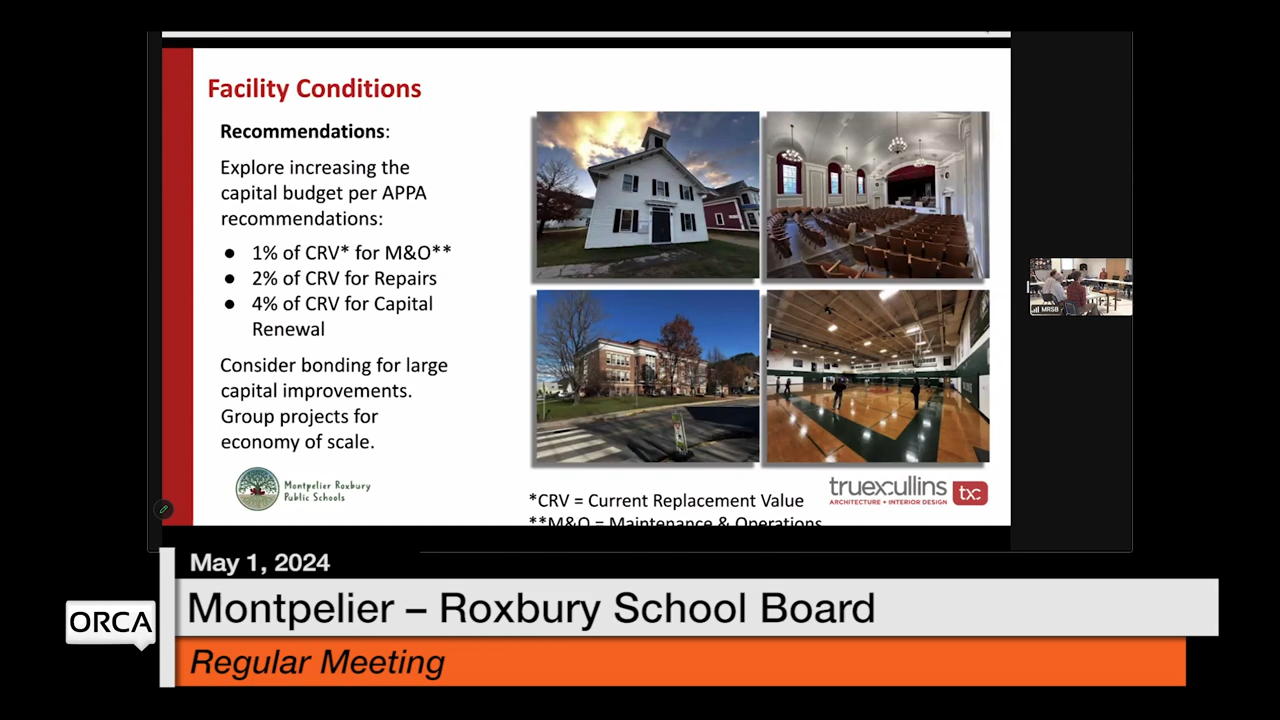 Facility Conditions
Recommendations:
Explore increasing the
capital budget per APPA
recommendations:
● 1% of CRV* for M&O**
● 2% of CRV for Repairs
● 4% of CRV for Capital
Renewal
Consider bonding for large
capital improvements.
Group projects for
economy of scale.
Montpelier Roxbury
Public Schools
*CRV = Current Replacement Value
**M&O = Maintenance & Operations
truexcullins
ARCHITECTURE + INTERIOR DESIGN
txc
MRSB
May 1, 2024
ORCA
Montpelier – Roxbury School Board
Regular Meeting